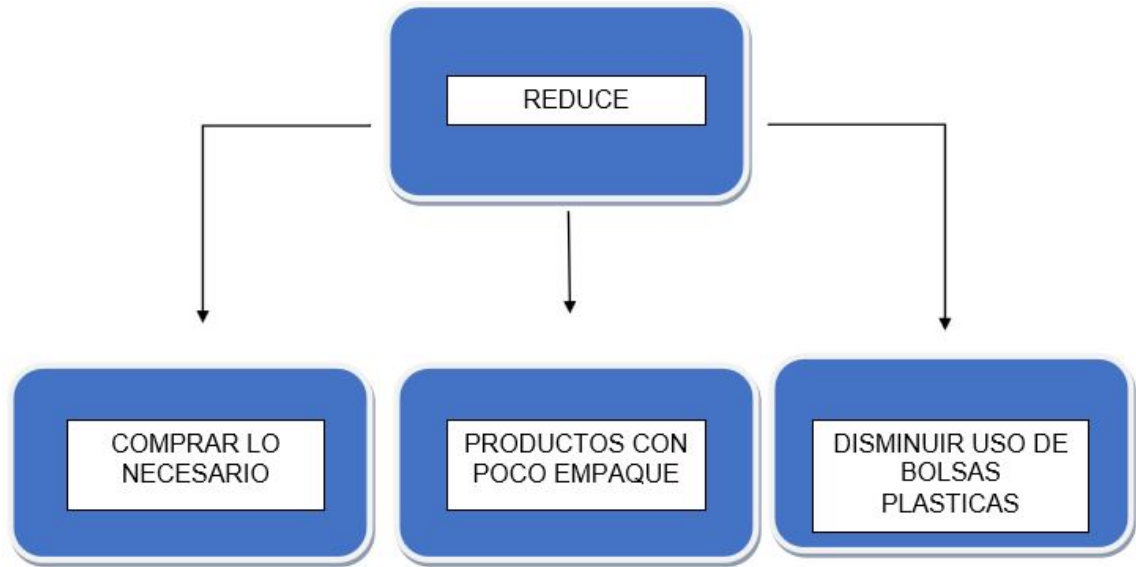 REDUCE
COMPRAR LO
NECESARIO
PRODUCTOS CON
POCO EMPAQUE
DISMINUIR USO DE
BOLSAS
PLASTICAS